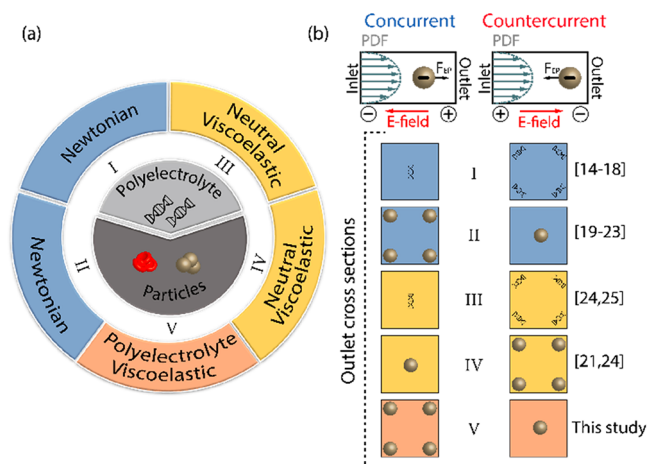 (a)
Newtonian
Neutral
Viscoelastic
I
III
Polyelectrolyte
II
IV
Newtonian
Neutral
Viscoelastic
Particles
V
Polyelectrolyte
Viscoelastic
(b)
Concurrent
Countercurrent
PDF
PDF
Inlet
FEP
Outlet
Inlet
FEP
Outlet
− E-field +
+ E-field −
Outlet cross sections
I
[14-18]
II
[19-23]
III
[24,25]
IV
[21,24]
V
This study